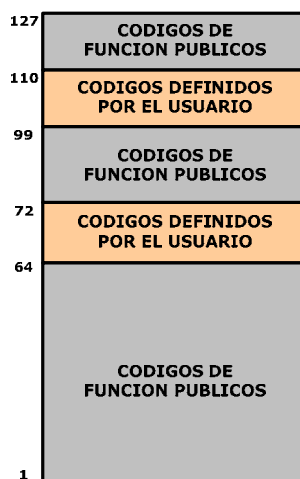 127
CODIGOS DE
FUNCION PUBLICOS
110
CODIGOS DEFINIDOS
POR EL USUARIO
99
CODIGOS DE
FUNCION PUBLICOS
72
CODIGOS DEFINIDOS
POR EL USUARIO
64
CODIGOS DE
FUNCION PUBLICOS
1